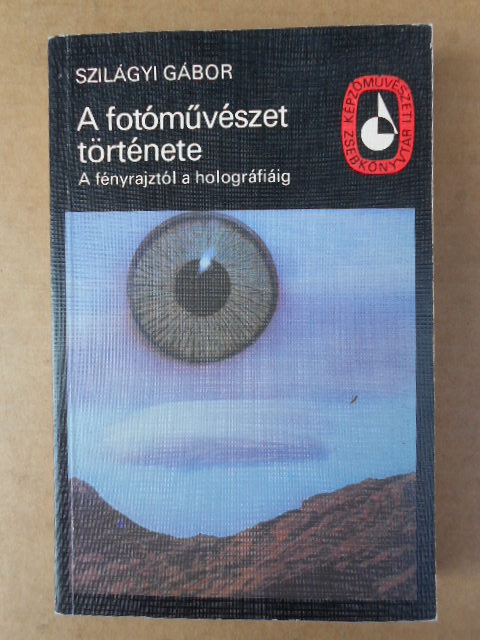 SZILÁGYI GÁBOR
A fotóművészet
története
A fényrajztól a holográfiáig
KÉPZŐMŰVÉSZETI
ZSEBKÖNYVTÁR